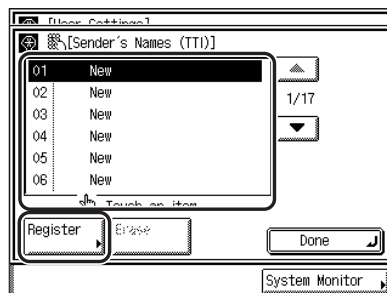 [User Settings]
[Sender's Names (TTI)]
01 New
02 New
03 New
04 New
05 New
06 New
1/17
Touch an item
Register
Erase
Done
System Monitor